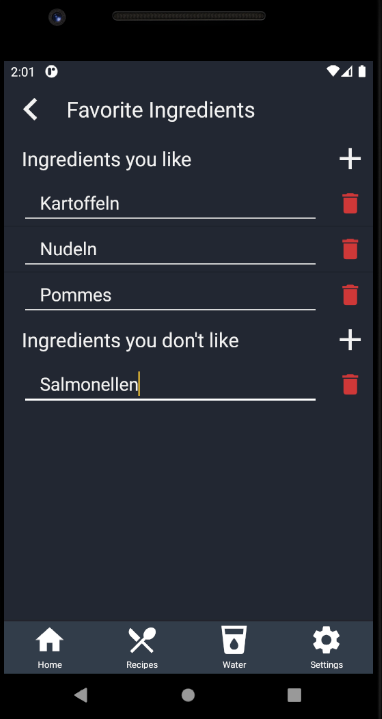 2:01
Favorite Ingredients
Ingredients you like
Kartoffeln
Nudeln
Pommes
Ingredients you don't like
Salmonellen
Home Recipes Water Settings